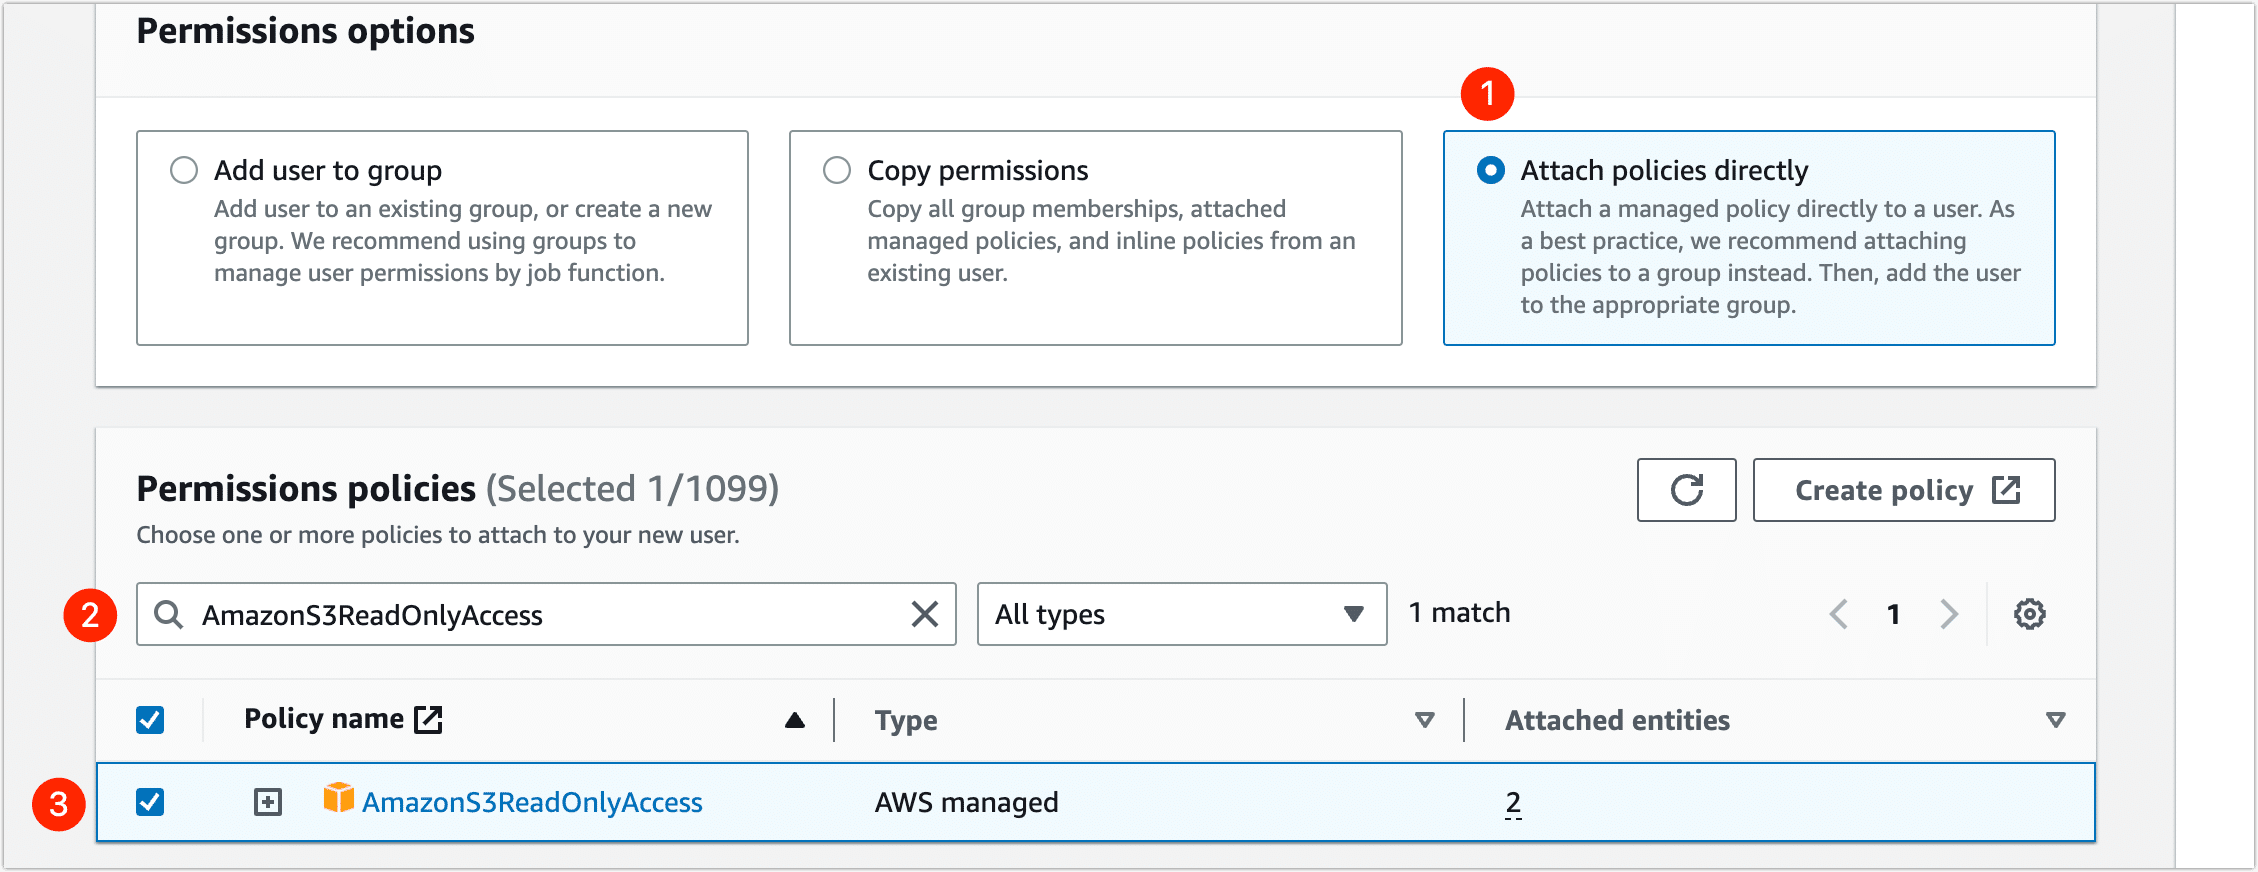 Permissions options
1
Add user to group
Add user to an existing group, or create a new
group. We recommend using groups to
manage user permissions by job function.
Copy permissions
Copy all group memberships, attached
managed policies, and inline policies from an
existing user.
Attach policies directly
Attach a managed policy directly to a user. As
a best practice, we recommend attaching
policies to a group instead. Then, add the user
to the appropriate group.
Permissions policies (Selected 1/1099)
Choose one or more policies to attach to your new user.
Create policy
2
AmazonS3ReadOnlyAccess
All types
1 match
1
Policy name
Type
Attached entities
3
AmazonS3ReadOnlyAccess
AWS managed
2